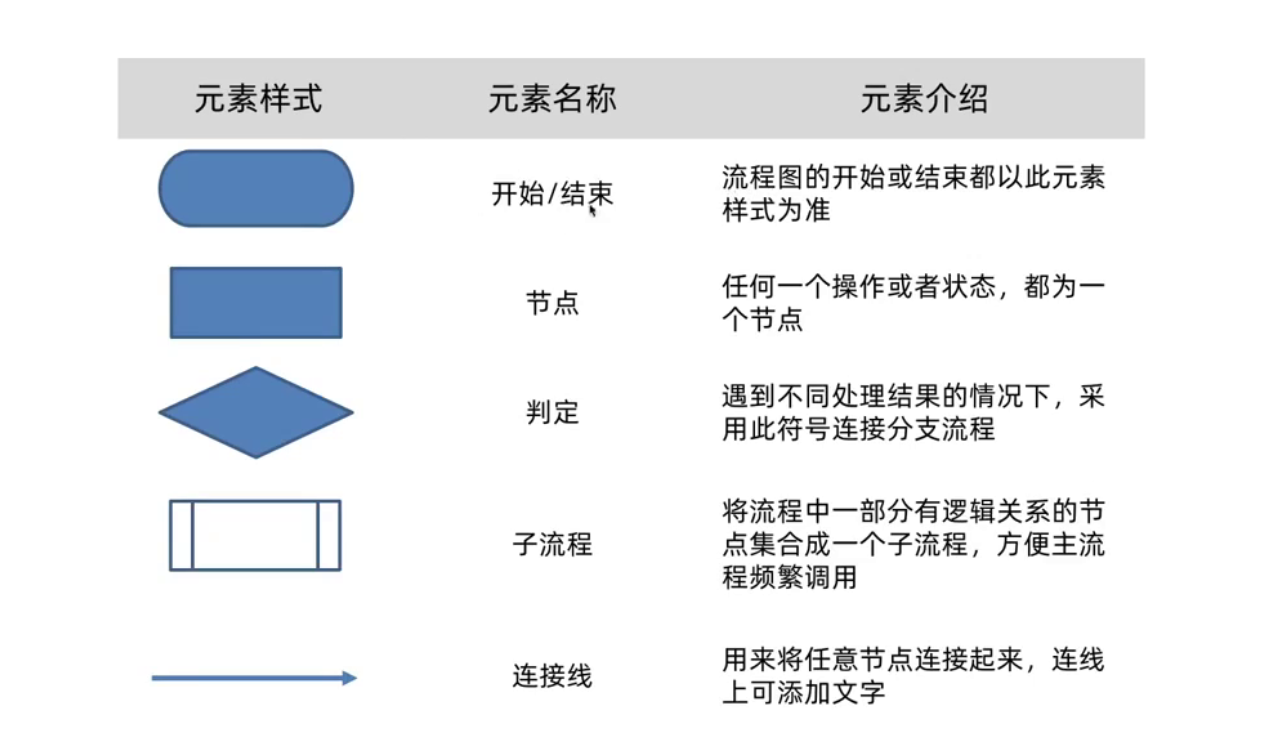 元素样式 元素名称 元素介绍
开始/结束
流程图的开始或结束都以此元素
样式为准
节点
任何一个操作或者状态，都为一
个节点
判定
遇到不同处理结果的情况下，采
用此符号连接分支流程
子流程
将流程中一部分有逻辑关系的节
点集合成一个子流程，方便主流
程频繁调用
连接线
用来将任意节点连接起来，连线
上可添加文字